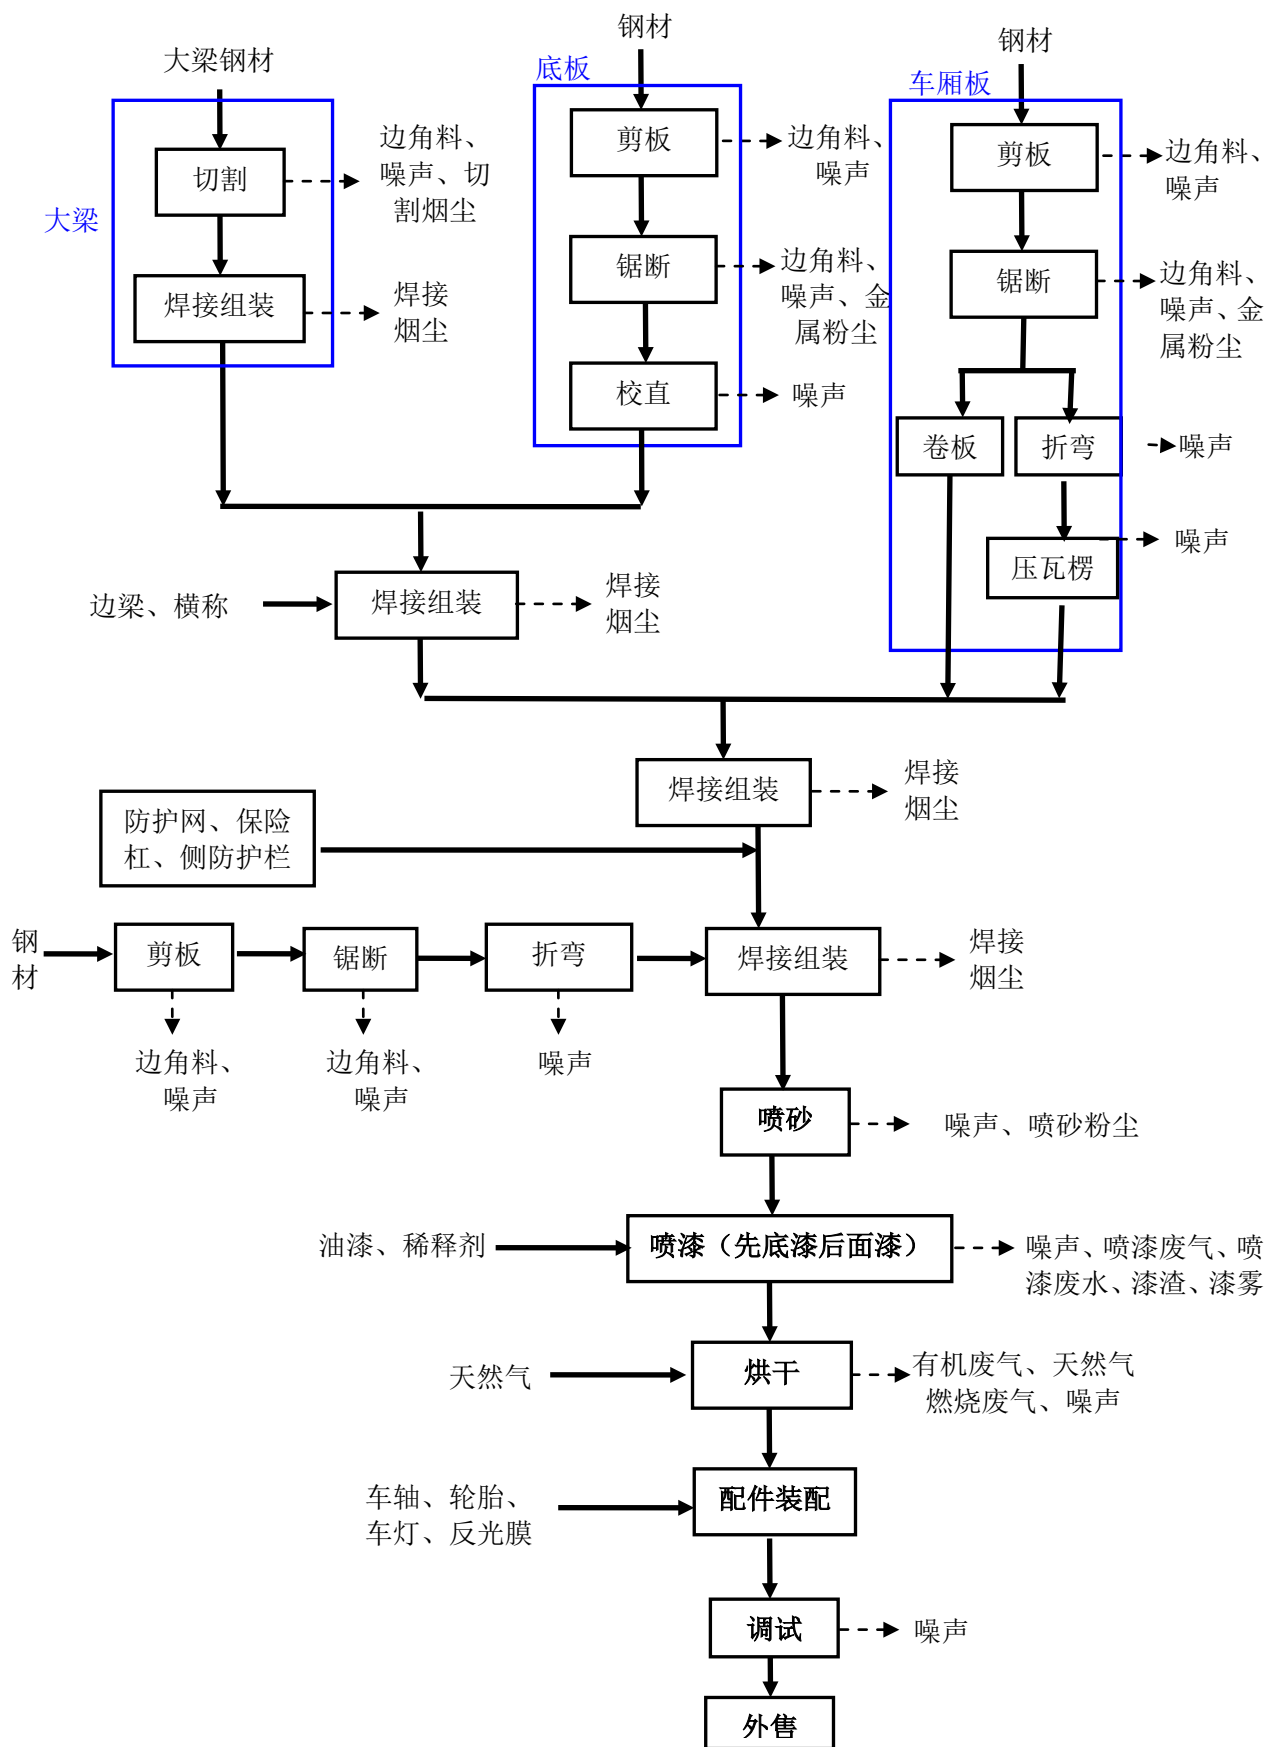 大梁钢材
钢材
钢材
底板
车厢板
大梁
切割
边角料、
噪声、切
割烟尘
焊接组装
焊接
烟尘
剪板
边角料、
噪声
锯断
边角料、
噪声、金
属粉尘
校直
噪声
剪板
边角料、
噪声
锯断
边角料、
噪声、金
属粉尘
卷板
折弯
噪声
压瓦楞
噪声
边梁、横称
焊接组装
焊接
烟尘
焊接组装
焊接
烟尘
防护网、保险
杠、侧防护栏
钢
材
剪板
锯断
折弯
焊接组装
焊接
烟尘
边角料、
噪声
边角料、
噪声
噪声
喷砂
噪声、喷砂粉尘
油漆、稀释剂
喷漆（先底漆后面漆）
噪声、喷漆废气、喷
漆废水、漆渣、漆雾
天然气
烘干
有机废气、天然气
燃烧废气、噪声
车轴、轮胎、
车灯、反光膜
配件装配
调试
噪声
外售